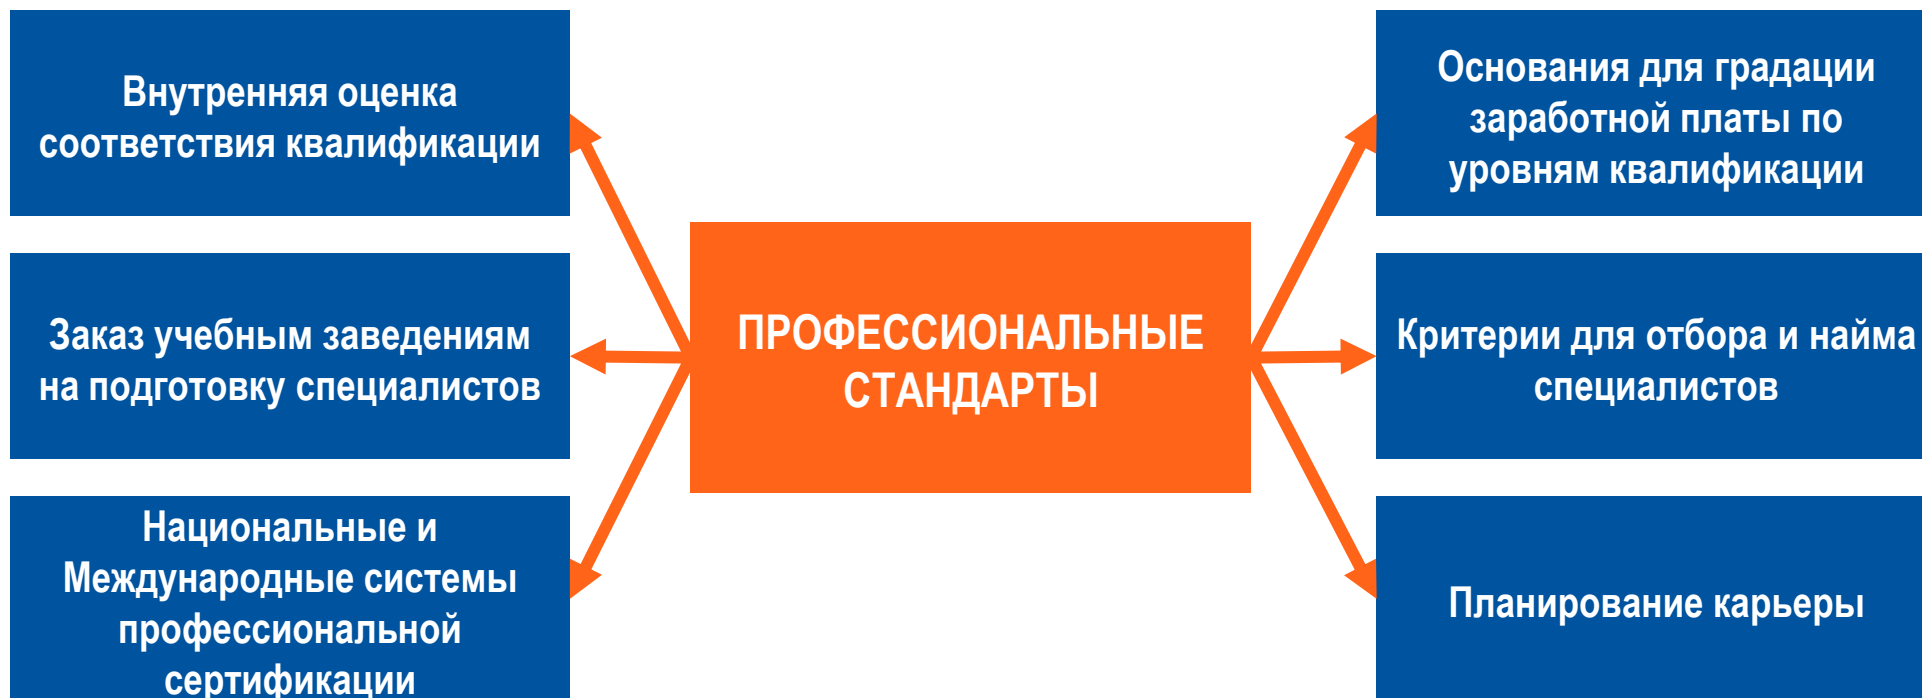 Внутренняя оценка
соответствия квалификации
Заказ учебным заведениям
на подготовку специалистов
Национальные и
Международные системы
профессиональной
сертификации
ПРОФЕССИОНАЛЬНЫЕ
СТАНДАРТЫ
Основания для градации
заработной платы по
уровням квалификации
Критерии для отбора и найма
специалистов
Планирование карьеры